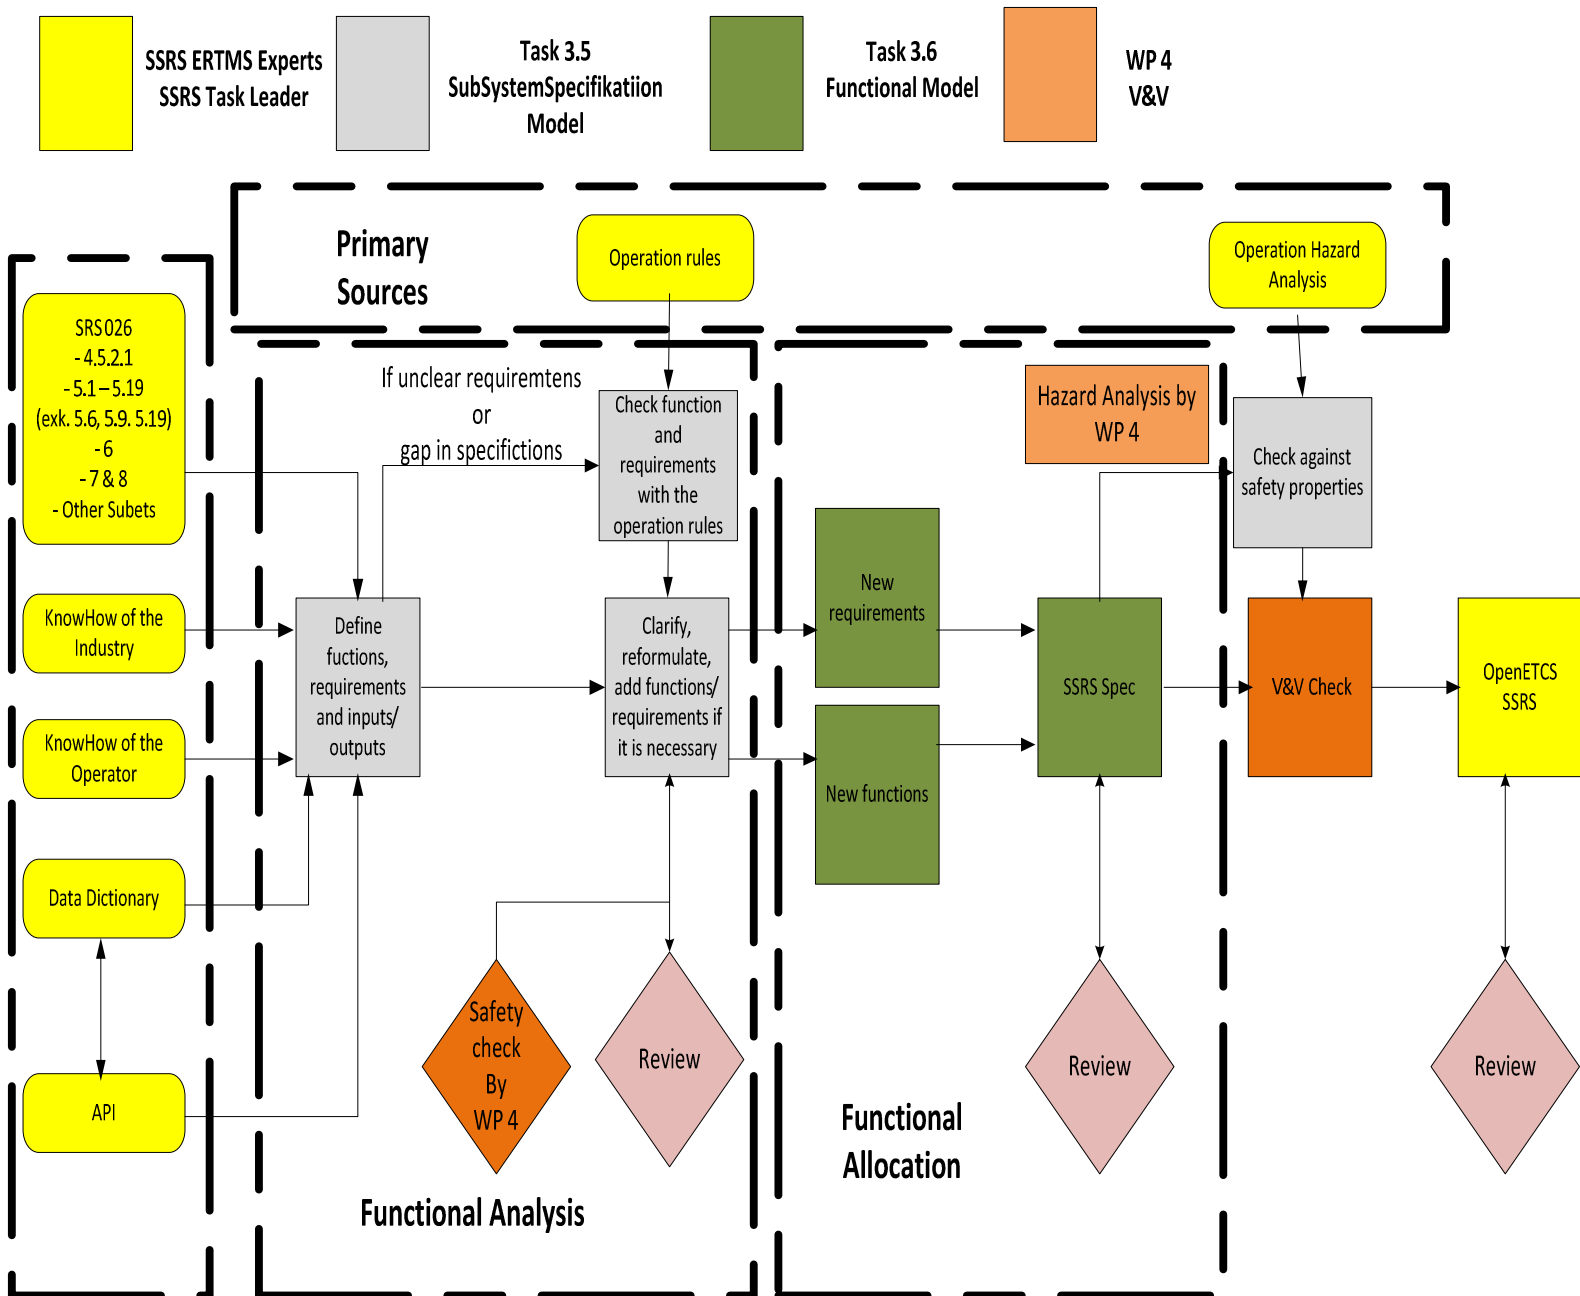 SSRS ERTMS Experts
SSRS Task Leader
Task 3.5
SubSystemSpecifikatiion
Model
Task 3.6
Functional Model
WP 4
V&V
Primary
Sources
Operation rules
Operation Hazard
Analysis
SRS 026
- 4.5.2.1
- 5.1 – 5.19
(exk. 5.6, 5.9. 5.19)
- 6
- 7 & 8
- Other Subets
KnowHow of the
Industry
KnowHow of the
Operator
Data Dictionary
API
If unclear requiremtens
or
gap in specifictions
Check function
and
requirements
with the
operation rules
Define
fuctions,
requirements
and inputs/
outputs
Clarify,
reformulate,
add functions/
requirements if
it is necessary
Safety
check
By
WP 4
Review
Functional Analysis
New
requirements
New functions
Hazard Analysis by
WP 4
SSRS Spec
Review
Functional
Allocation
Check against
safety properties
V&V Check
OpenETCS
SSRS
Review